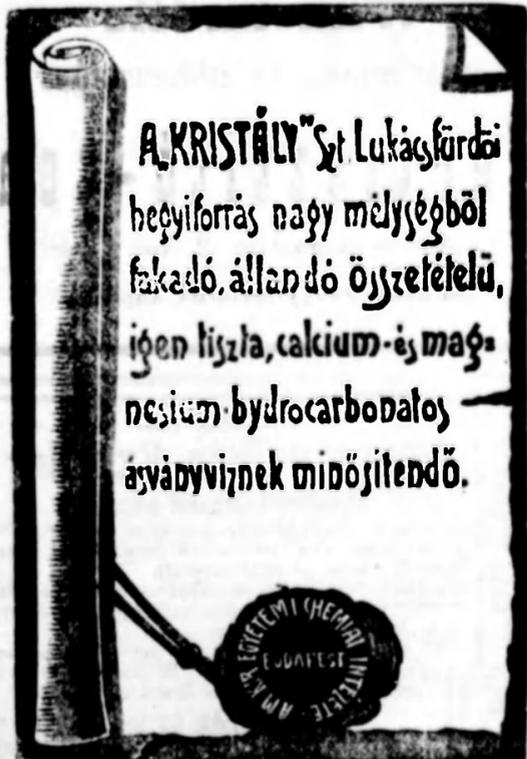 A „KRISTÁLY” Szt. Lukácsfürdői
hegyiforrás nagy mélységből
fakadó, állandó összetételű,
igen tiszta, calcium- és mag-
nesium-hydrocarbonatos
ásványviznek minősítendő.
A M. KIR. EGYETEMI CHEMIAI INTÉZETE
BUDAPEST